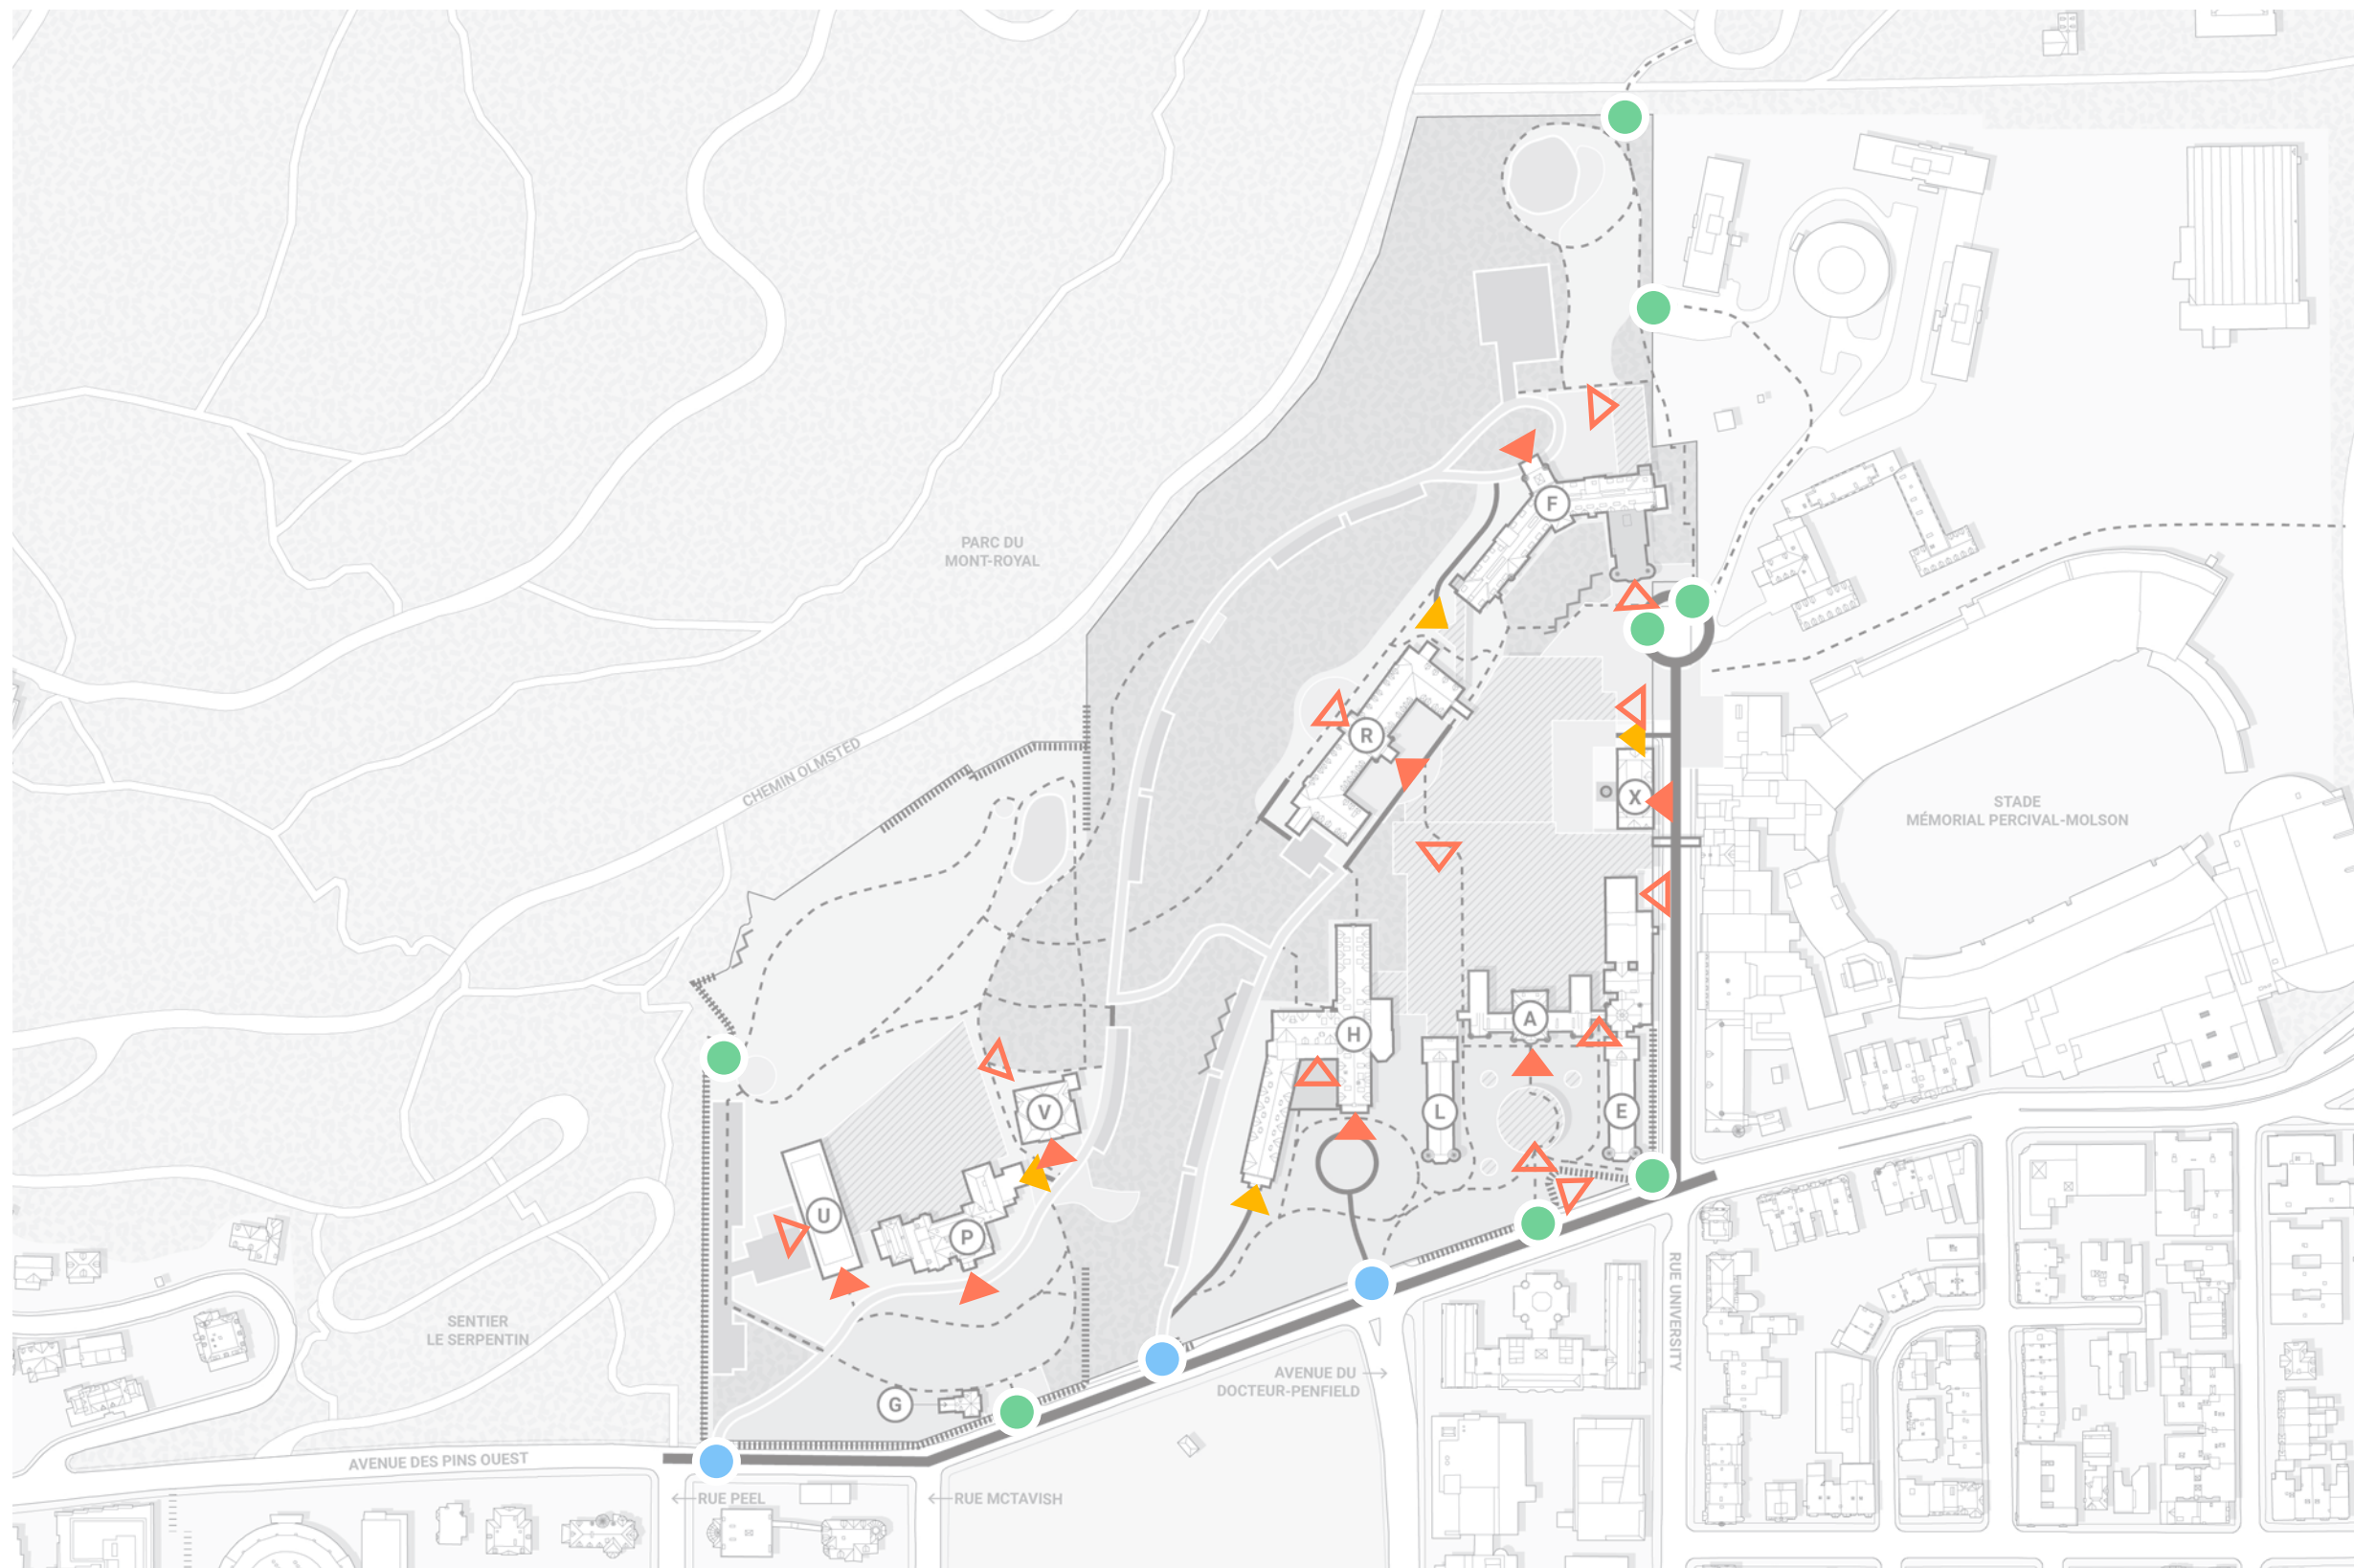 F
PARC DU
MONT-ROYAL
R
CHEMIN OLMSTED
X
STADE
MÉMORIAL PERCIVAL-MOLSON
A
H
V
L
E
U
P
SENTIER
LE SERPENTIN
RUE UNIVERSITY
AVENUE DU
DOCTEUR-PENFIELD
G
AVENUE DES PINS OUEST
RUE PEEL
RUE MCTAVISH